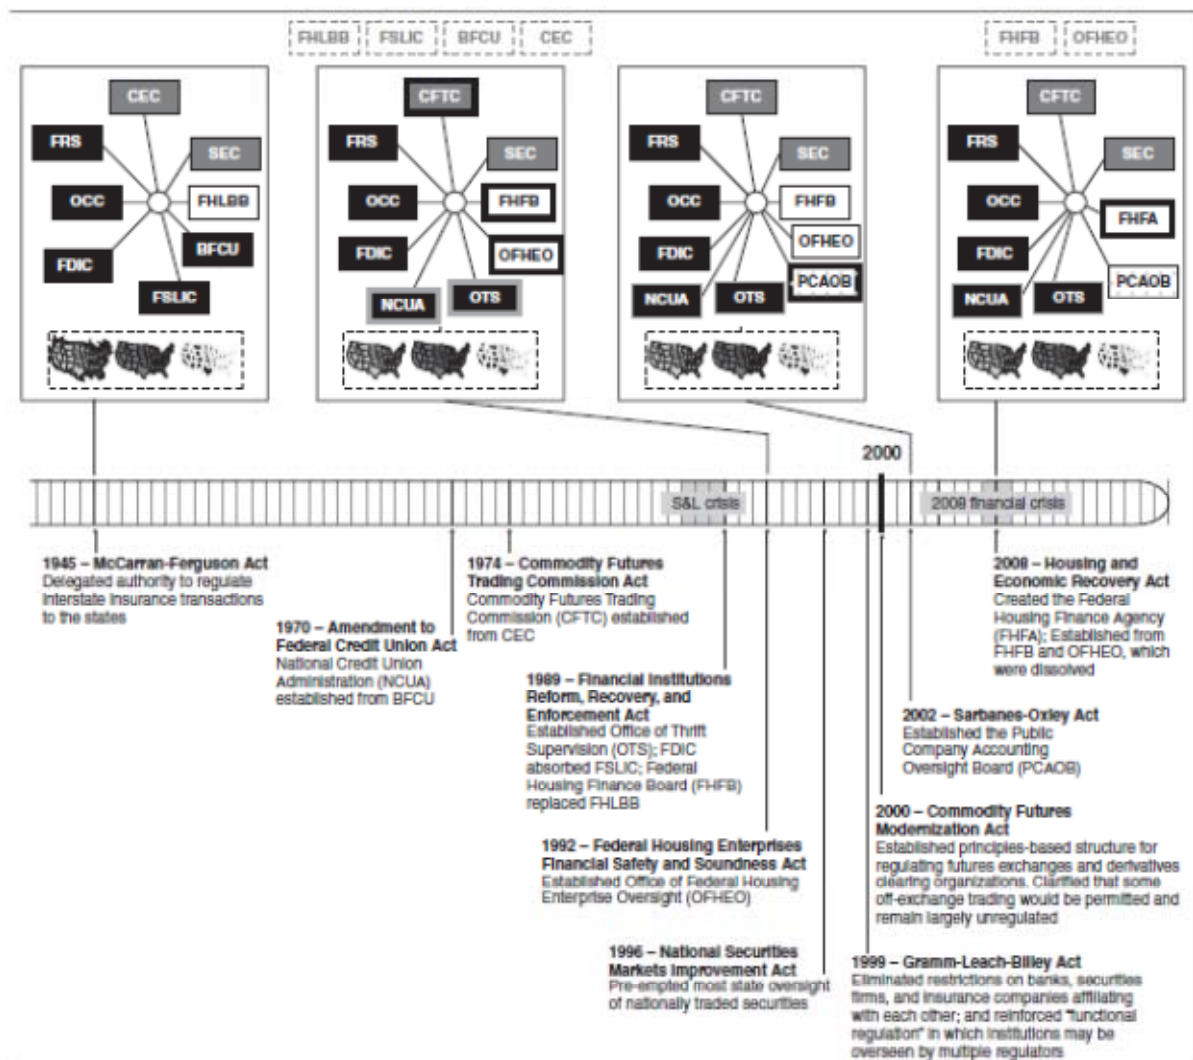 FHLBB FSLIC BFCU CEC
FHFB OFHEO
CEC
FRS
SEC
OCC
FHLBB
BFCU
FDIC
FSLIC
CFTC
FRS
SEC
OCC
FHFB
FDIC
OFHEO
NCUA
OTS
CFTC
FRS
SEC
OCC
FHFB
OFHEO
FDIC
PCAOB
NCUA
OTS
CFTC
FRS
SEC
OCC
FHFA
FDIC
PCAOB
NCUA
OTS
2000
S&L crisis
2008 financial crisis
1945 – McCarran-Ferguson Act
Delegated authority to regulate
interstate insurance transactions
to the states
1970 – Amendment to
Federal Credit Union Act
National Credit Union
Administration (NCUA)
established from BFCU
1974 – Commodity Futures
Trading Commission Act
Commodity Futures Trading
Commission (CFTC) established
from CEC
1989 – Financial Institutions
Reform, Recovery, and
Enforcement Act
Established Office of Thrift
Supervision (OTS); FDIC
absorbed FSLIC; Federal
Housing Finance Board (FHFB)
replaced FHLBB
1992 – Federal Housing Enterprises
Financial Safety and Soundness Act
Established Office of Federal Housing
Enterprise Oversight (OFHEO)
1996 – National Securities
Markets Improvement Act
Pre-empted most state oversight
of nationally traded securities
1999 – Gramm-Leach-Bliley Act
Eliminated restrictions on banks, securities
firms, and insurance companies affiliating
with each other; and reinforced "functional
regulation" in which institutions may be
overseen by multiple regulators
2000 – Commodity Futures
Modernization Act
Established principles-based structure for
regulating futures exchanges and derivatives
clearing organizations. Clarified that some
off-exchange trading would be permitted and
remain largely unregulated
2002 – Sarbanes-Oxley Act
Established the Public
Company Accounting
Oversight Board (PCAOB)
2008 – Housing and
Economic Recovery Act
Created the Federal
Housing Finance Agency
(FHFA); Established from
FHFB and OFHEO, which
were dissolved